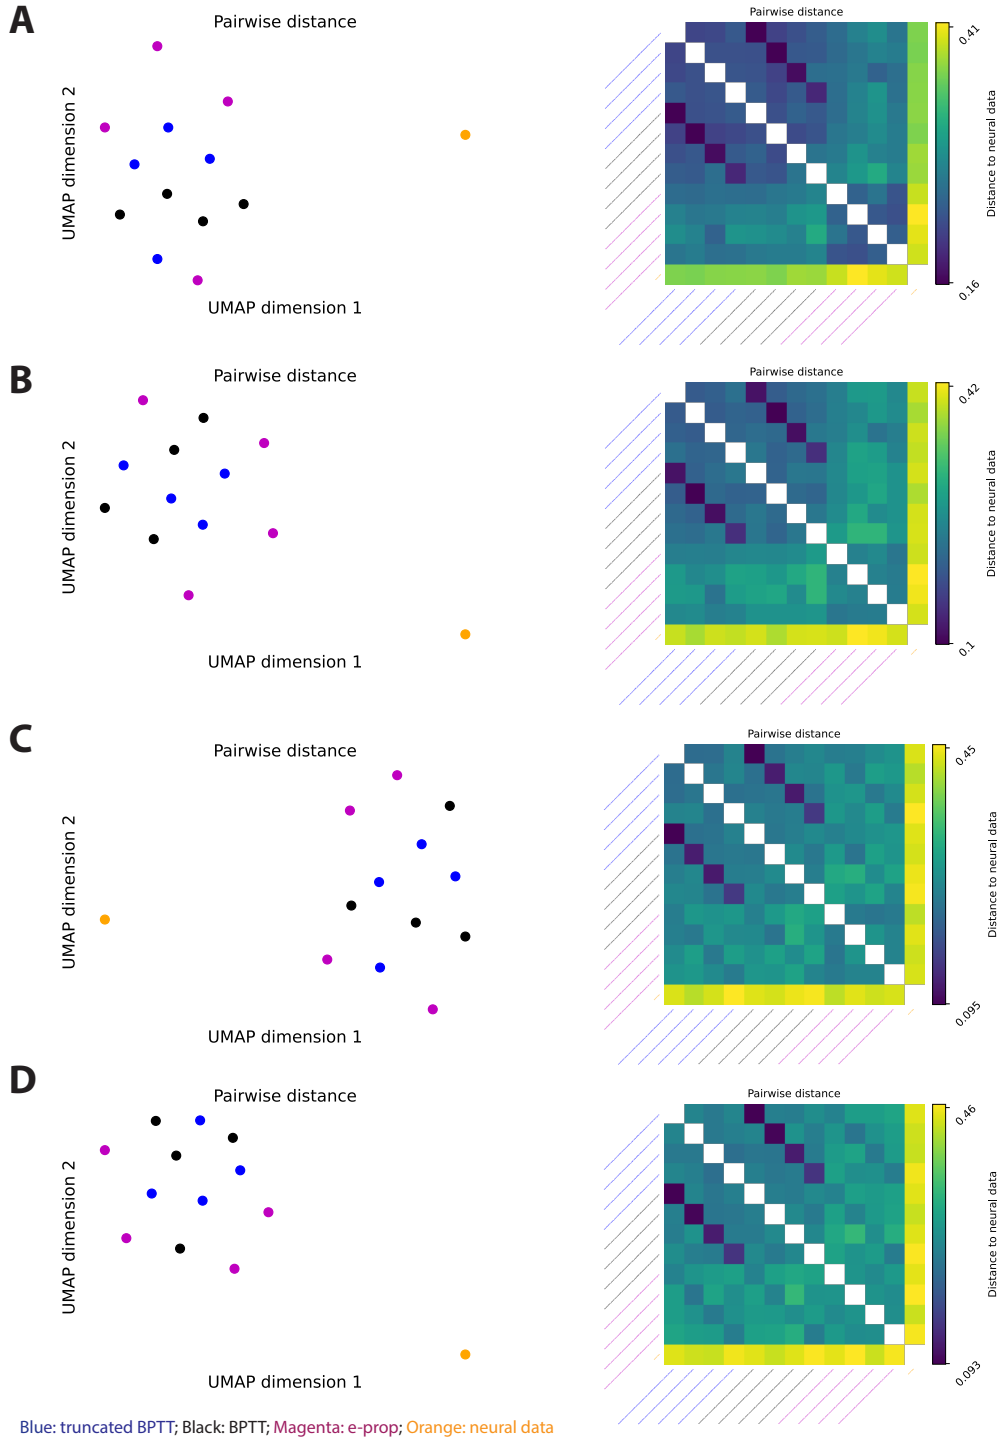 A
Pairwise distance
UMAP dimension 2
UMAP dimension 1
Pairwise distance
0.41
0.16
Distance to neural data
B
Pairwise distance
UMAP dimension 2
UMAP dimension 1
Pairwise distance
0.42
0.1
Distance to neural data
C
Pairwise distance
UMAP dimension 2
UMAP dimension 1
Pairwise distance
0.45
0.095
Distance to neural data
D
Pairwise distance
UMAP dimension 2
UMAP dimension 1
Pairwise distance
0.46
0.093
Distance to neural data
Blue: truncated BPTT; Black: BPTT; Magenta: e-prop; Orange: neural data